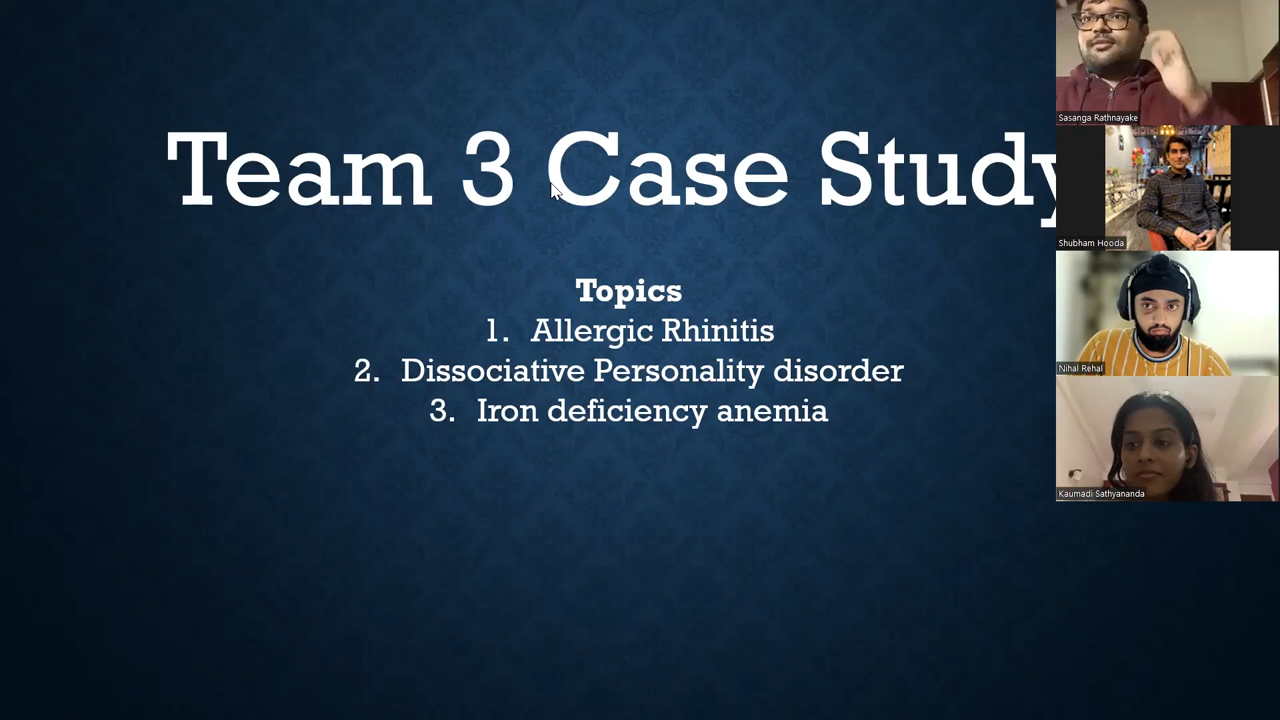 Team 3 Case Study
Topics
1. Allergic Rhinitis
2. Dissociative Personality disorder
3. Iron deficiency anemia
Sasanga Rathnayake
Shubham Hooda
Nihal Rehal
Kaumadi Sathyananda